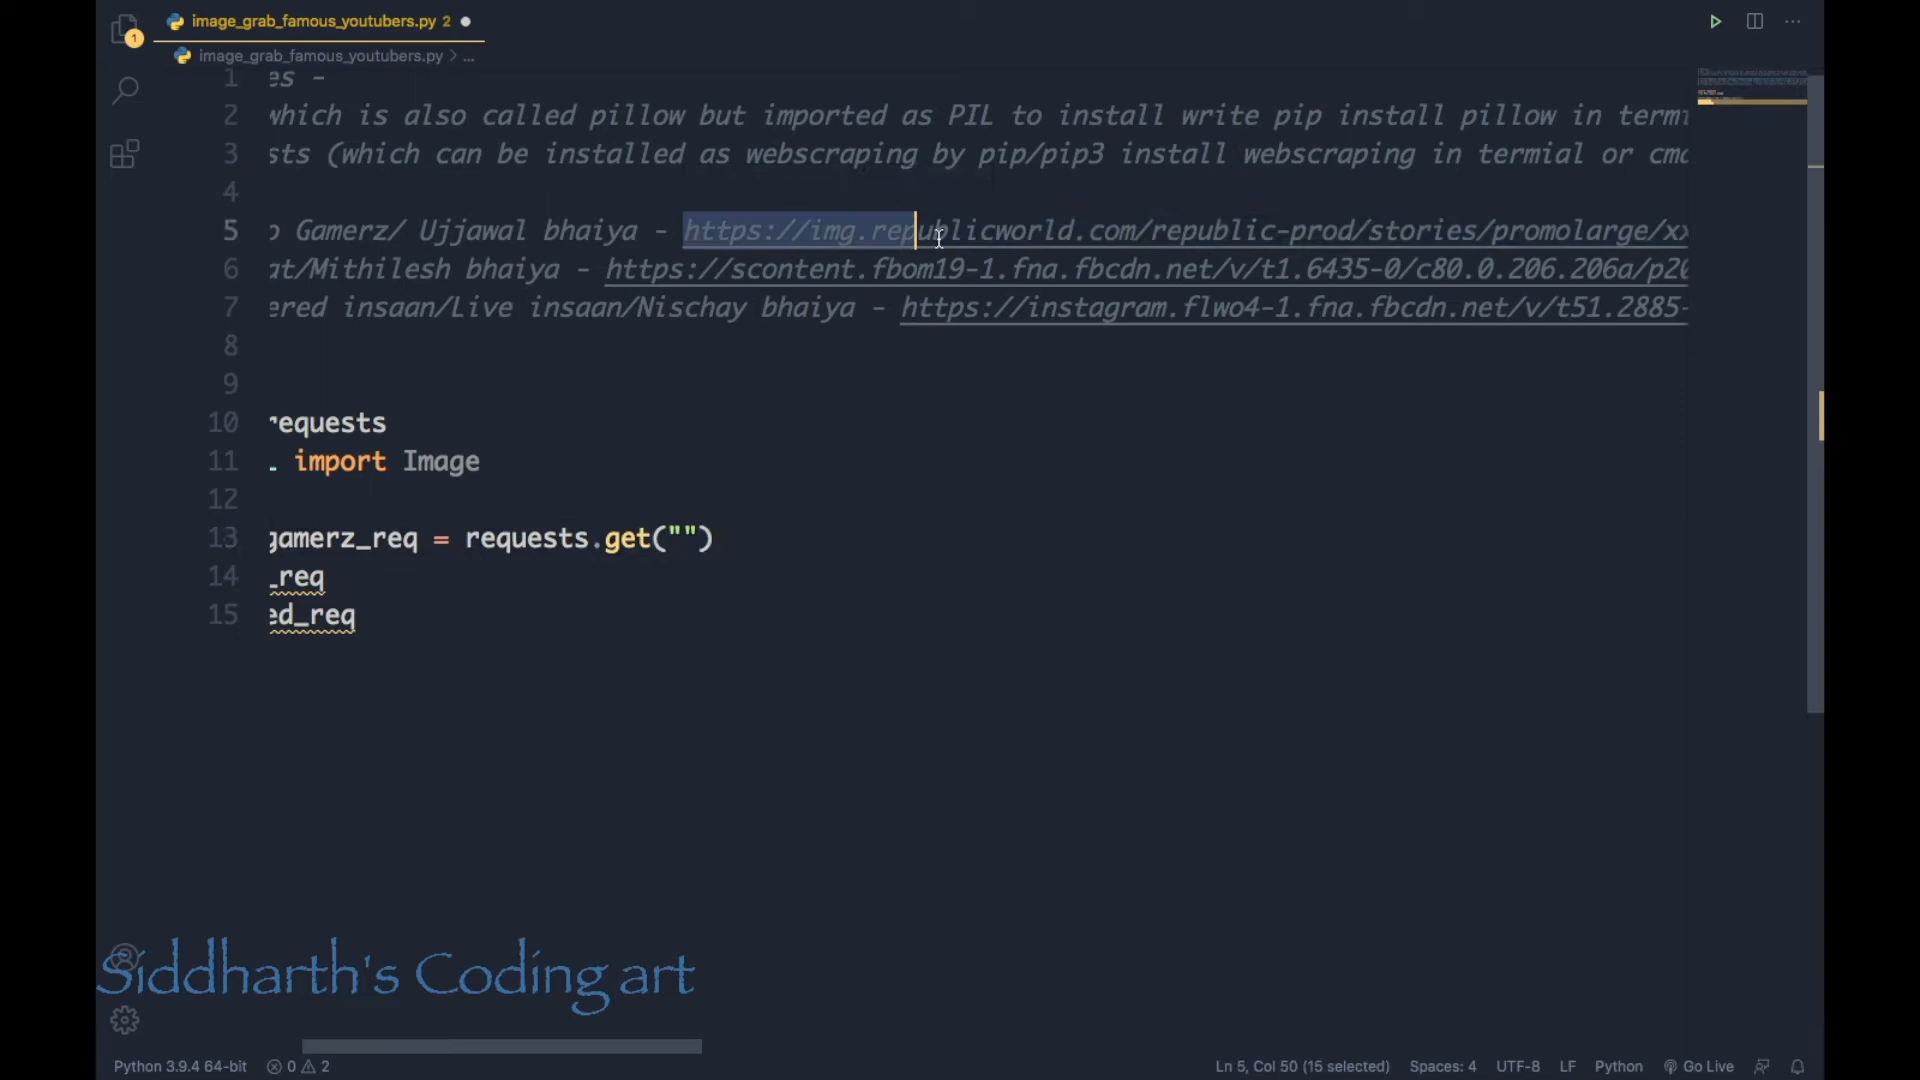 1
image_grab_famous_youtubers.py 2
image_grab_famous_youtubers.py > ...
1 es -
2 which is also called pillow but imported as PIL to install write pip install pillow in termi
3 sts (which can be installed as webscraping by pip/pip3 install webscraping in termial or cmd
4
5 o Gamerz/ Ujjawal bhaiya - https://img.republicworld.com/republic-prod/stories/promolarge/xx
6 at/Mithilesh bhaiya - https://scontent.fbom19-1.fna.fbcdn.net/v/t1.6435-0/c80.0.206.206a/p20
7 ered insaan/Live insaan/Nischay bhaiya - https://instagram.flwo4-1.fna.fbcdn.net/v/t51.2885-
8
9
10 requests
11 . import Image
12
13 gamerz_req = requests.get("")
14 _req
15 ed_req
Siddharth's Coding art
Python 3.9.4 64-bit 0 2 Ln 5, Col 50 (15 selected) Spaces: 4 UTF-8 LF Python Go Live